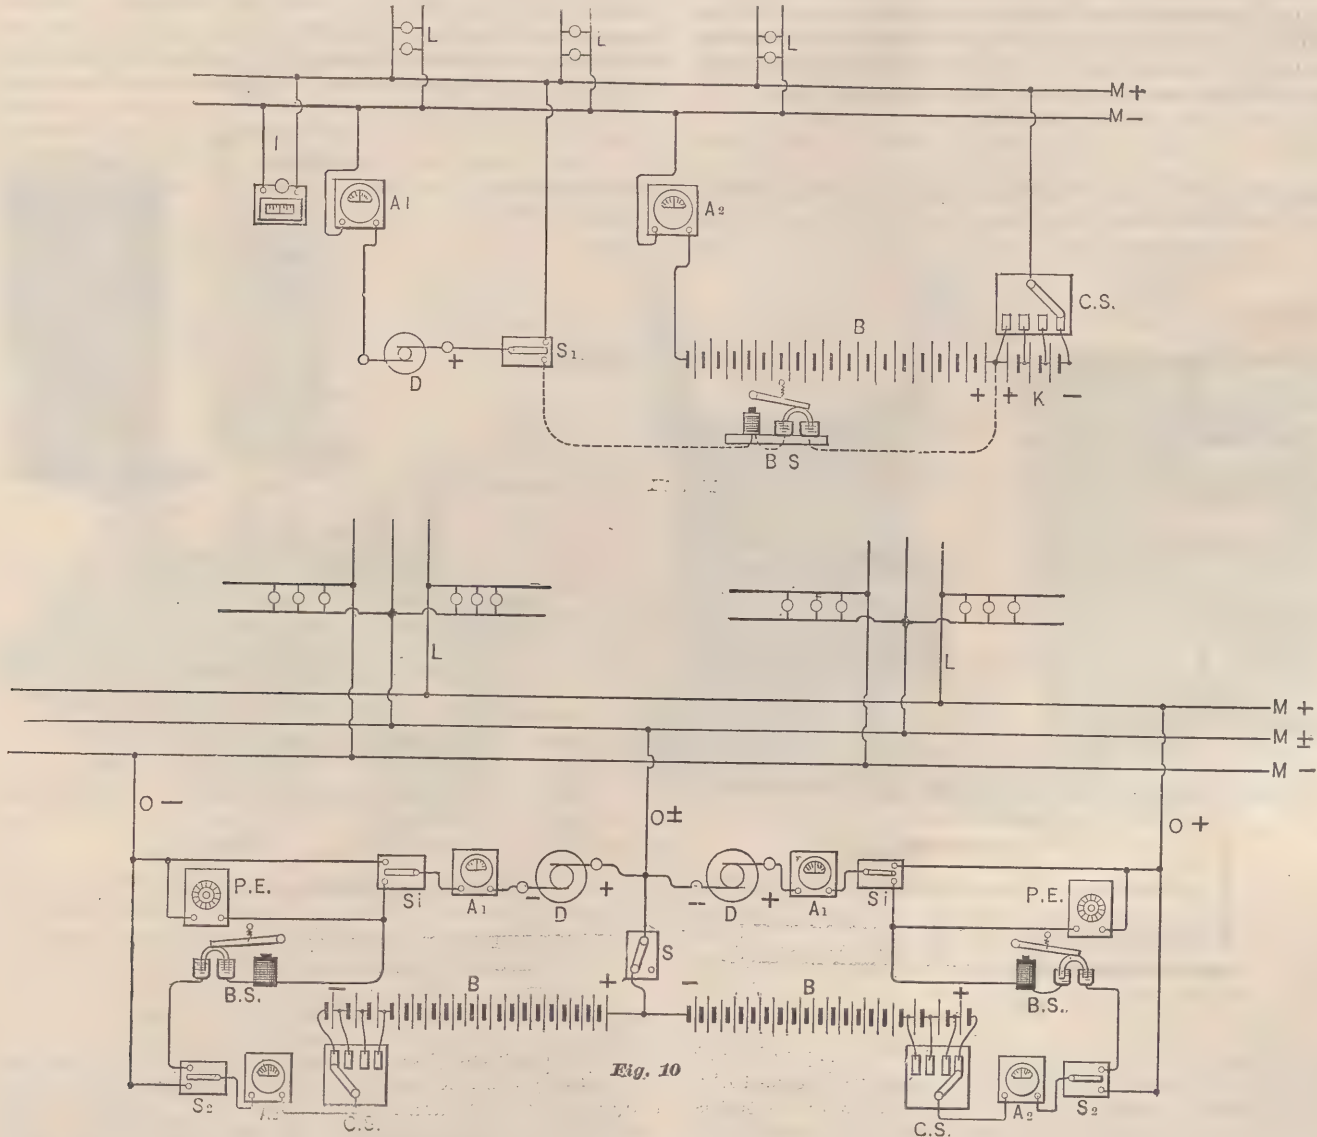 L L L
M +
M -
I
A1 A2
C.S.
B
S1.
D +
+ + K -
B S
L L
M +
M ±
M -
O - O± O +
P.E. Si A1 - D + - D + A1 Si P.E.
S
B.S. - B + - B + B.S.
S2 C.S. Fig. 10 C.S. A2 S2